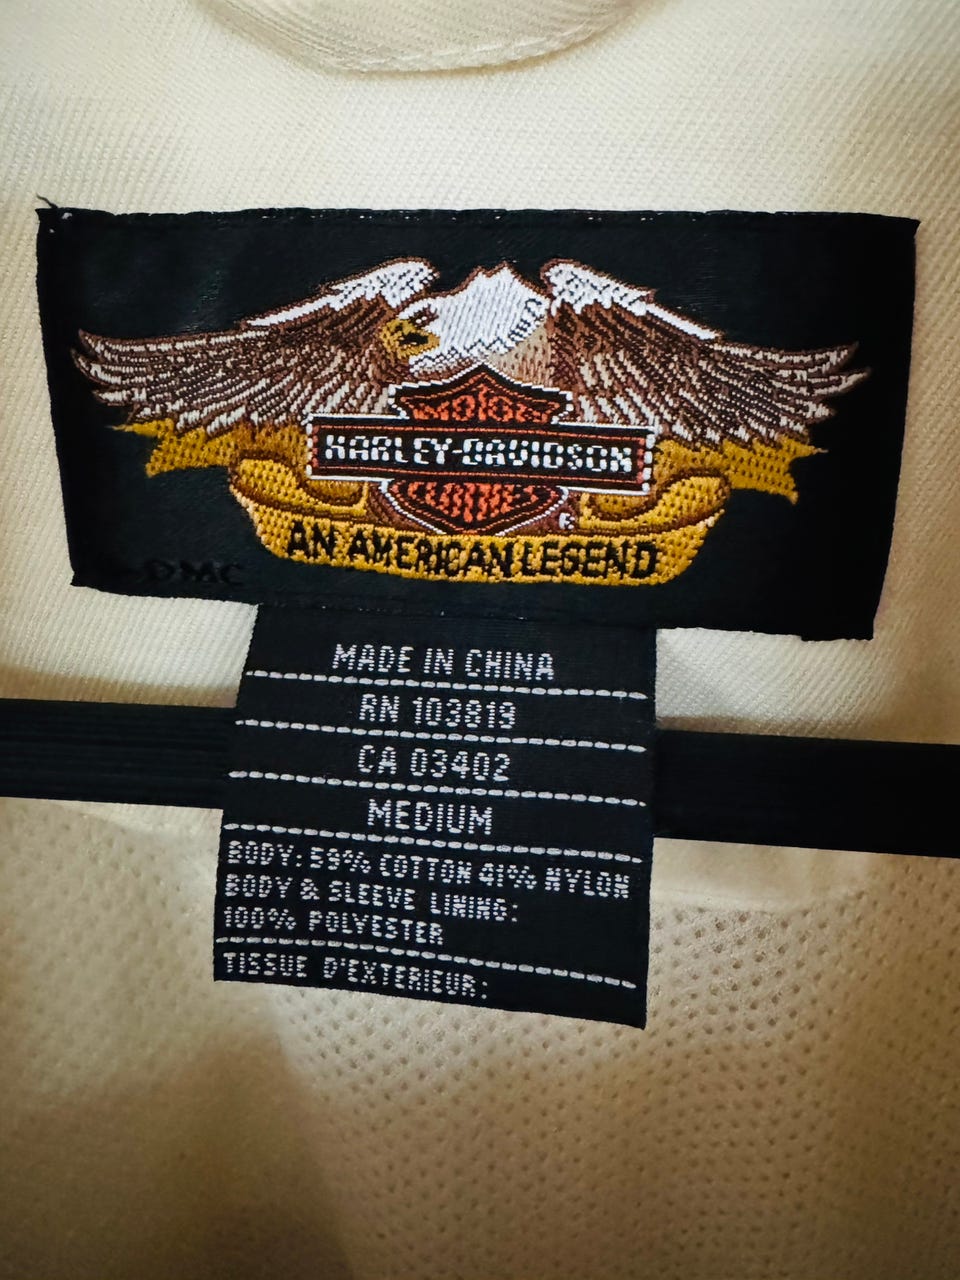 MOTOR
HARLEY-DAVIDSON
CLOTHES
AN AMERICAN LEGEND
MADE IN CHINA
RN 103819
CA 03402
MEDIUM
BODY: 59% COTTON 41% NYLON
BODY & SLEEVE LINING:
100% POLYESTER
TISSUE D'EXTERIEUR: